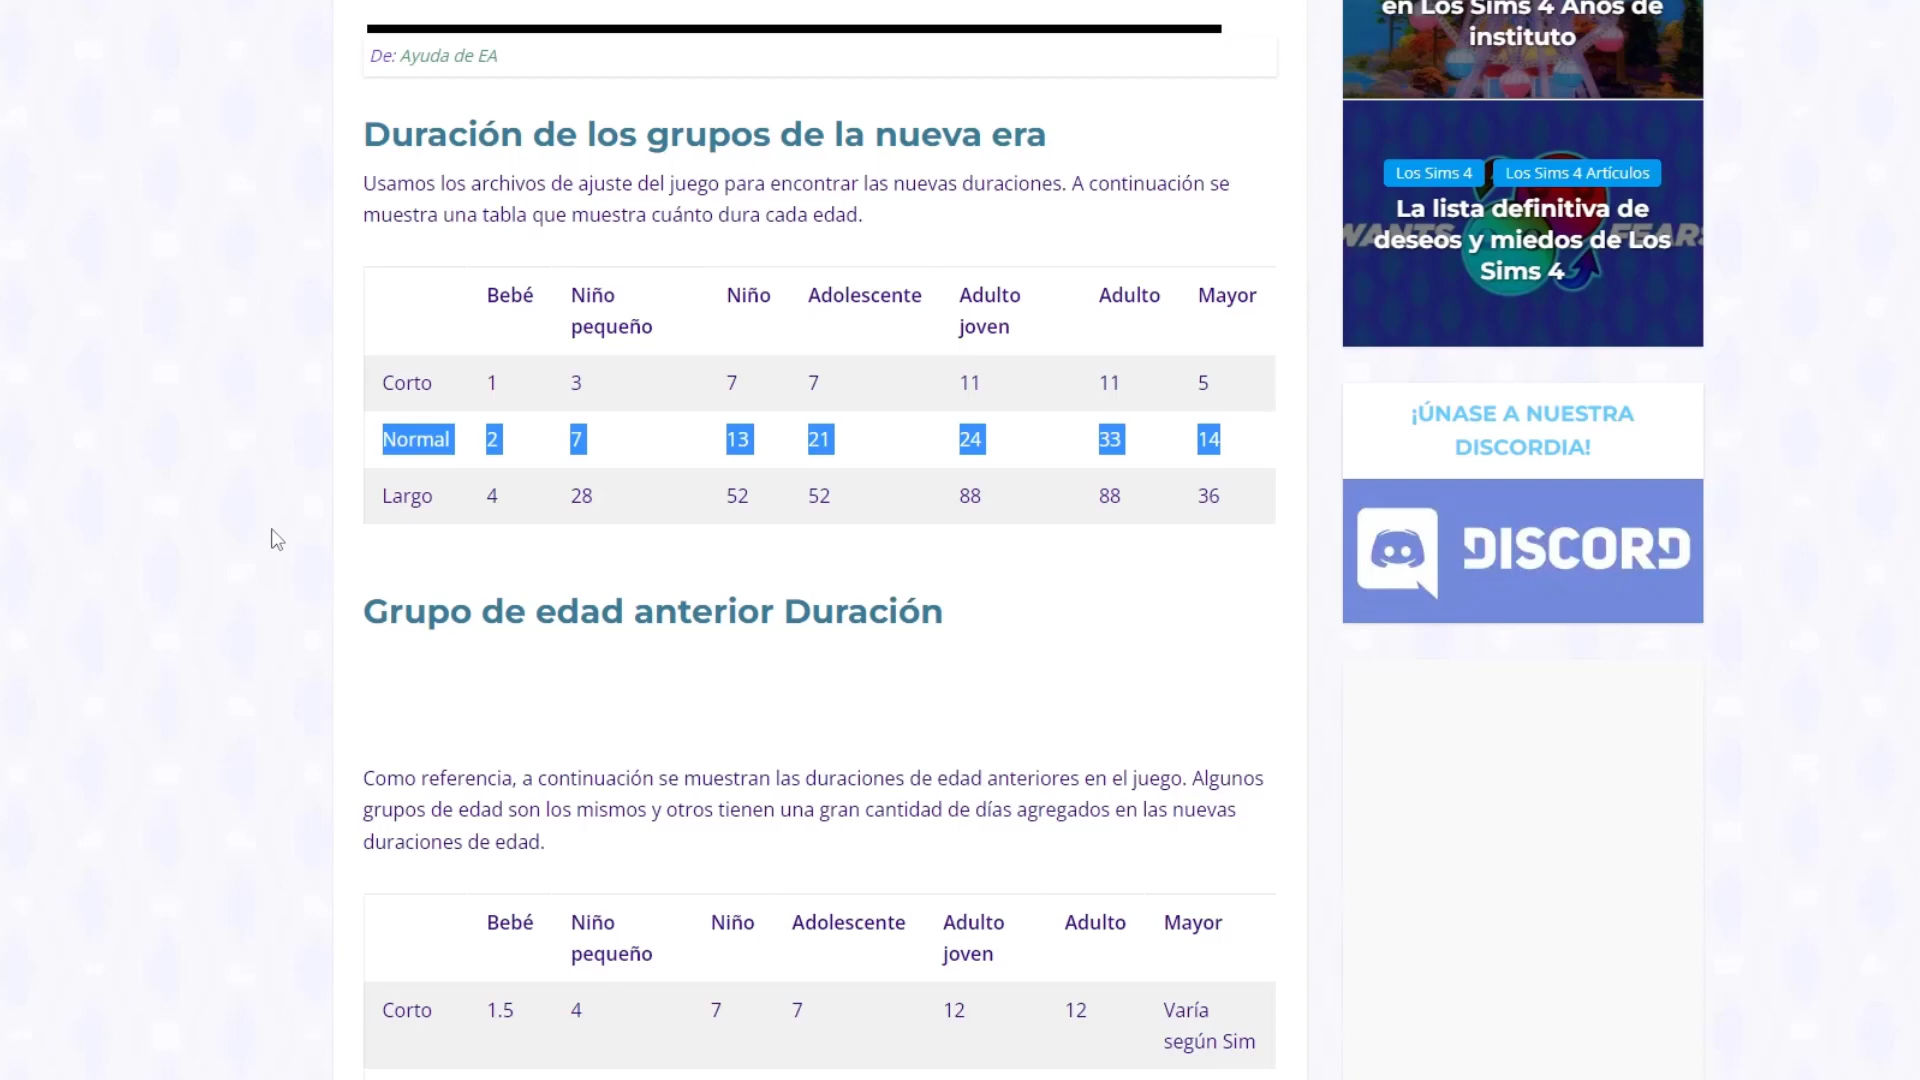 De: Ayuda de EA
Duración de los grupos de la nueva era
Usamos los archivos de ajuste del juego para encontrar las nuevas duraciones. A continuación se
muestra una tabla que muestra cuánto dura cada edad.
Bebé Niño pequeño Niño Adolescente Adulto joven Adulto Mayor
Corto 1 3 7 7 11 11 5
Normal 2 7 13 21 24 33 14
Largo 4 28 52 52 88 88 36
Grupo de edad anterior Duración
Como referencia, a continuación se muestran las duraciones de edad anteriores en el juego. Algunos
grupos de edad son los mismos y otros tienen una gran cantidad de días agregados en las nuevas
duraciones de edad.
Bebé Niño pequeño Niño Adolescente Adulto joven Adulto Mayor
Corto 1.5 4 7 7 12 12 Varía según Sim
en Los Sims 4 Años de
instituto
Los Sims 4 Los Sims 4 Artículos
WANTS FEARS
La lista definitiva de
deseos y miedos de Los
Sims 4
¡ÚNASE A NUESTRA
DISCORDIA!
DISCORD